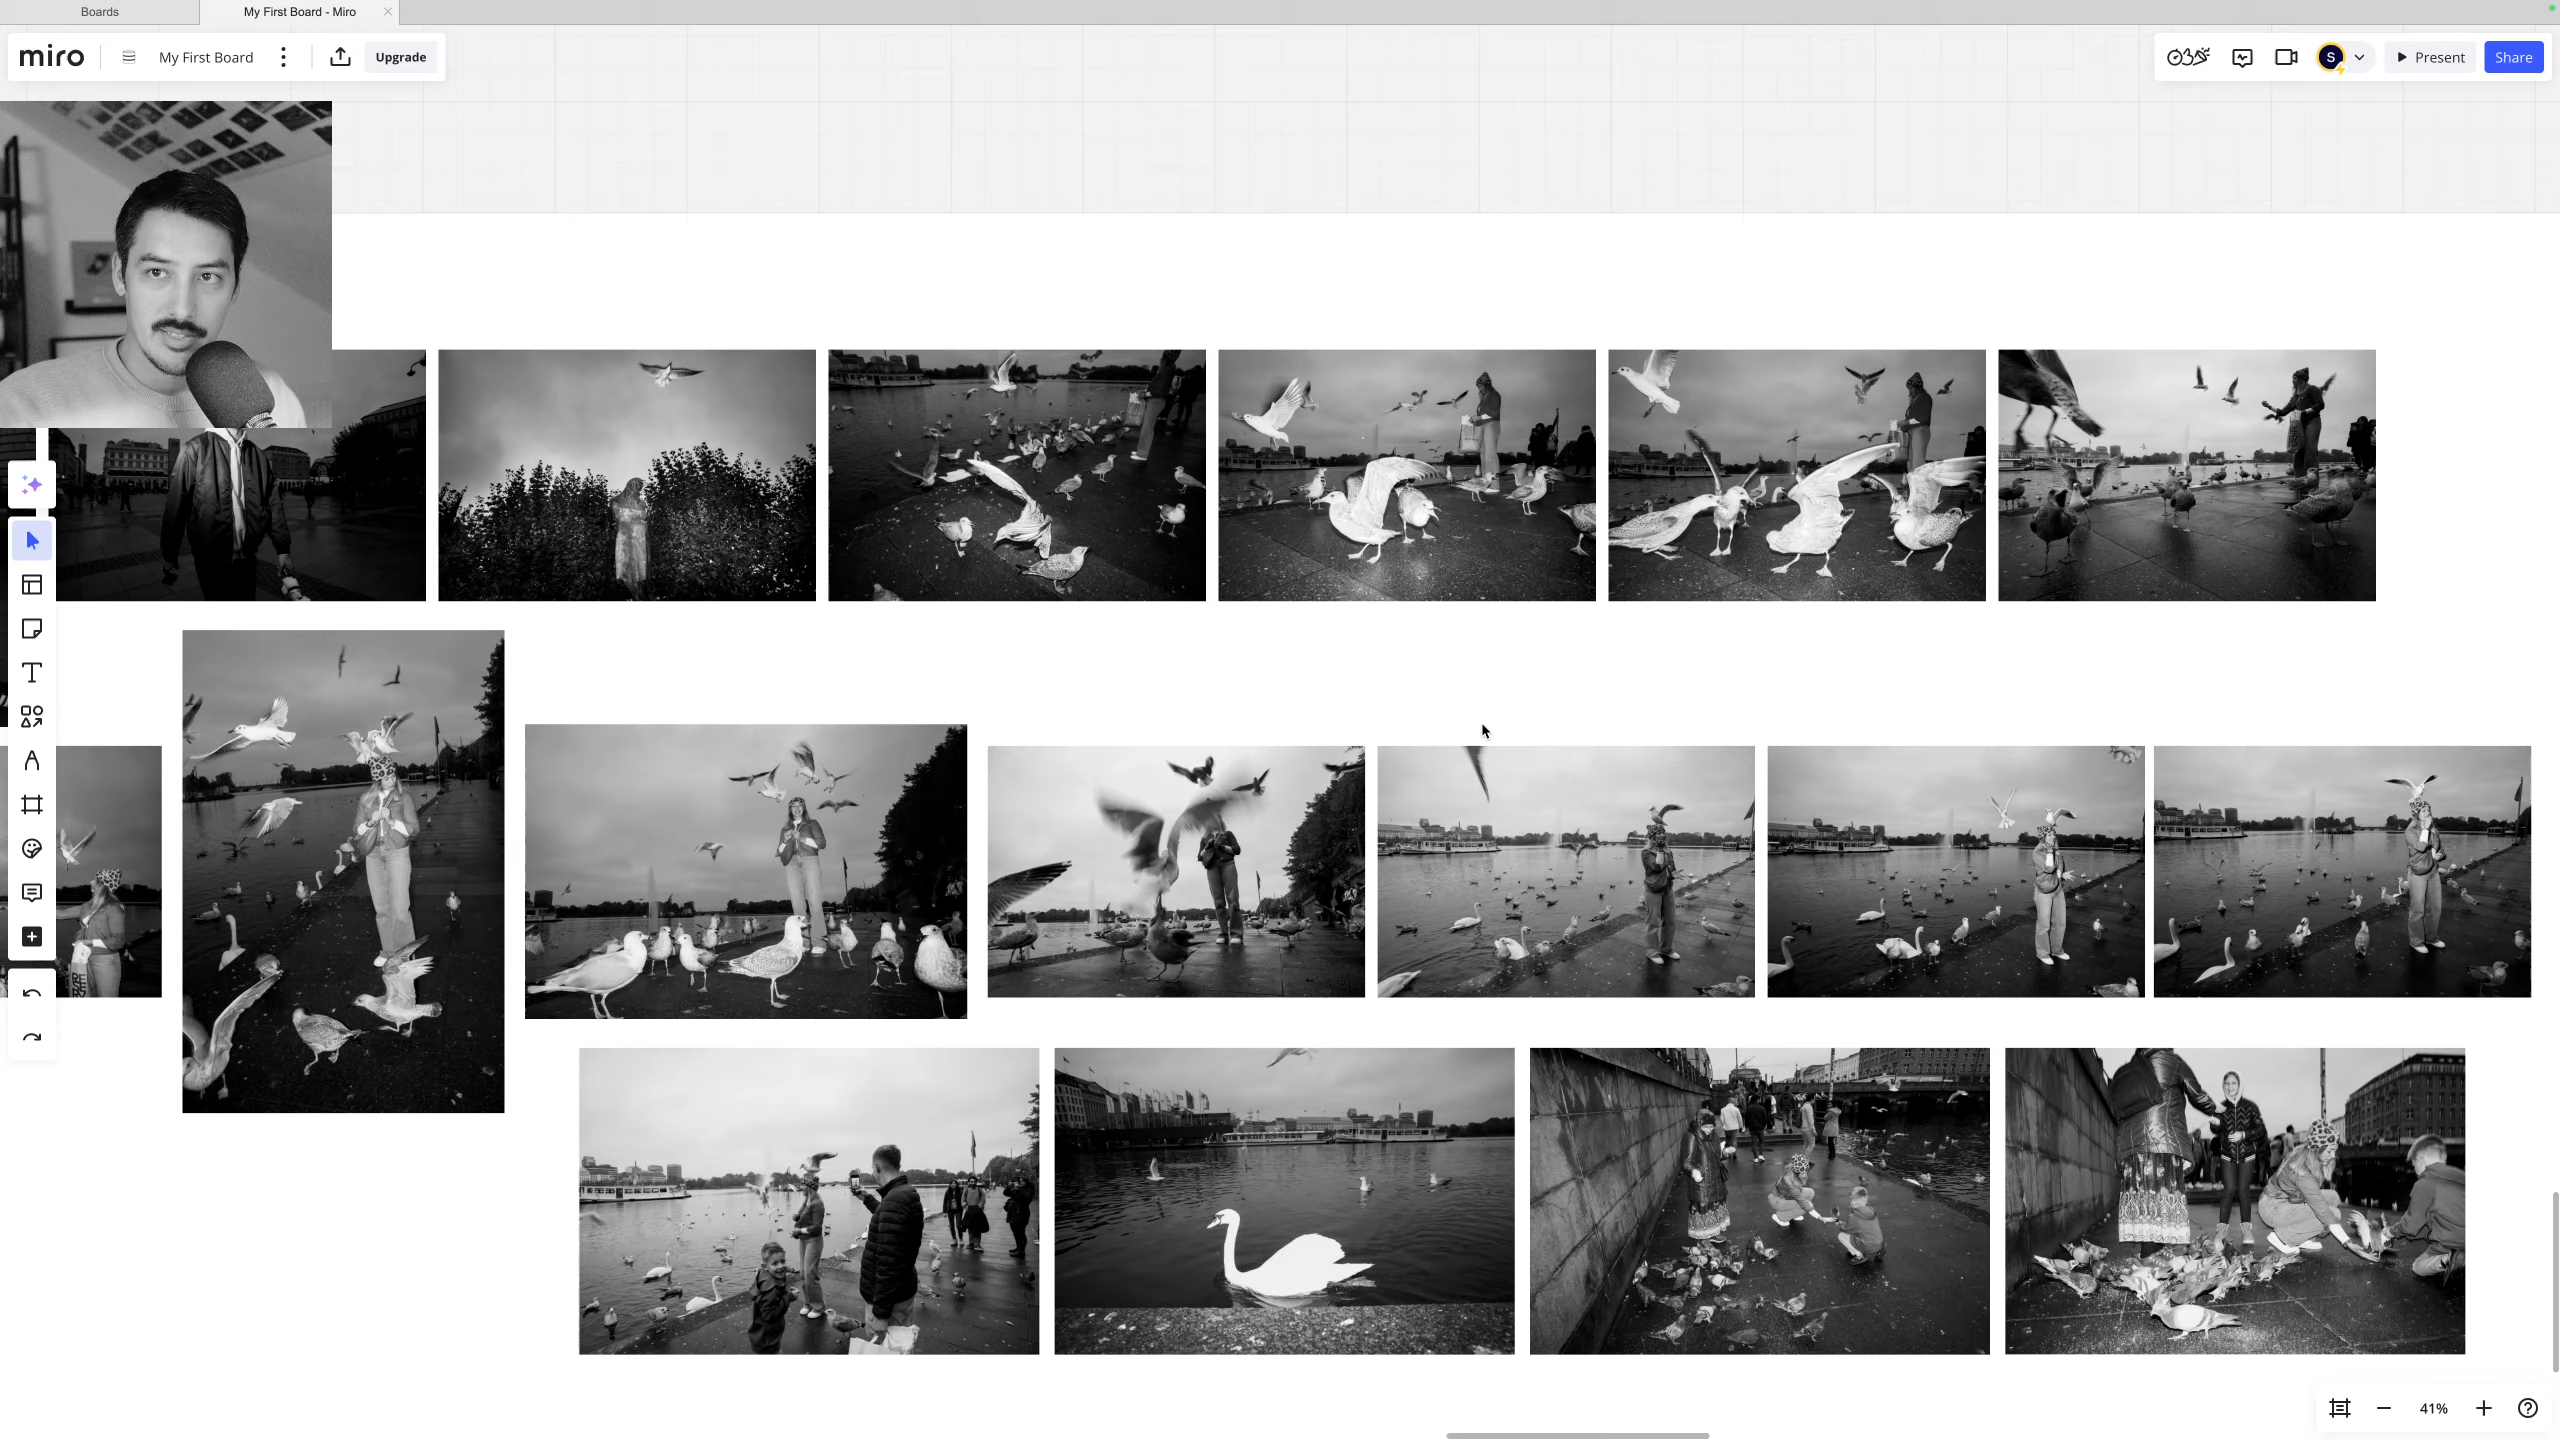 Boards
My First Board - Miro
miro
My First Board
Upgrade
S
Present
Share
41%